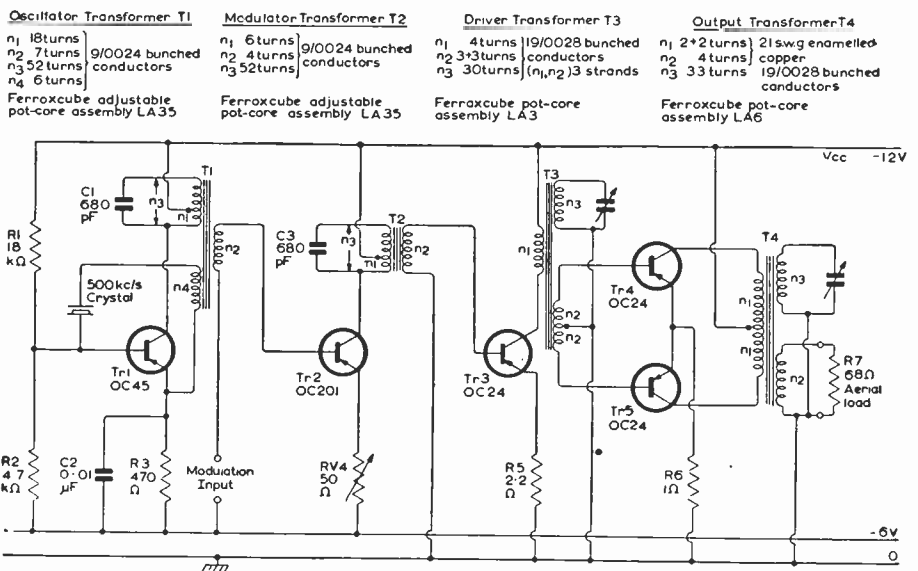 Oscillator Transformer T1
n1 18turns
n2 7turns
n3 52turns
n4 6turns
9/0024 bunched
conductors
Ferroxcube adjustable
pot-core assembly LA35
Modulator Transformer T2
n1 6turns
n2 4turns
n3 52turns
9/0024 bunched
conductors
Ferroxcube adjustable
pot-core assembly LA35
Driver Transformer T3
n1 4turns
n2 3+3turns
n3 30turns
19/0028 bunched
conductors
(n1,n2)3 strands
Ferroxcube pot-core
assembly LA3
Output Transformer T4
n1 2+2turns
n2 4turns
21s.w.g enamelled
copper
n3 33 turns 19/0028 bunched
conductors
Ferroxcube pot-core
assembly LA6
Vcc -12V
T1
C1
680
pF
n3
n1
n2
n4
R1
18
kΩ
500kc/s
Crystal
Tr1
OC45
R2
4.7
kΩ
C2
0.01
µF
R3
470
Ω
Modulation
Input
C3
680
pF
n3
n1
T2
n2
Tr2
OC201
RV4
50
Ω
T3
n3
n1
n2
n2
Tr3
OC24
R5
2.2
Ω
Tr4
OC24
Tr5
OC24
R6
1Ω
T4
n1
n1
n3
n2
R7
68Ω
Aerial
load
-6V
0